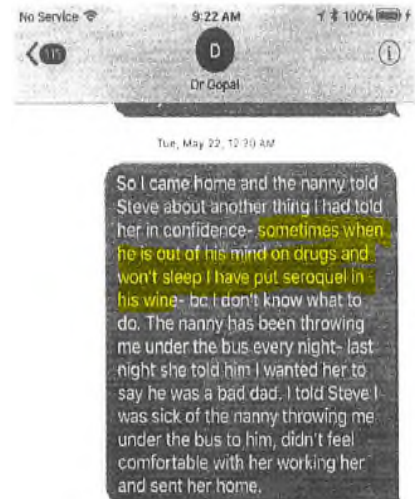 No Service 9:22 AM 100%
D
Dr Gopal
Tue, May 22, 12:20 AM
So I came home and the nanny told
Steve about another thing I had told
her in confidence- sometimes when
he is out of his mind on drugs and
won't sleep I have put seroquel in
his wine- bc I don't know what to
do. The nanny has been throwing
me under the bus every night- last
night she told him I wanted her to
say he was a bad dad. I told Steve I
was sick of the nanny throwing me
under the bus to him, didn't feel
comfortable with her working her
and sent her home.